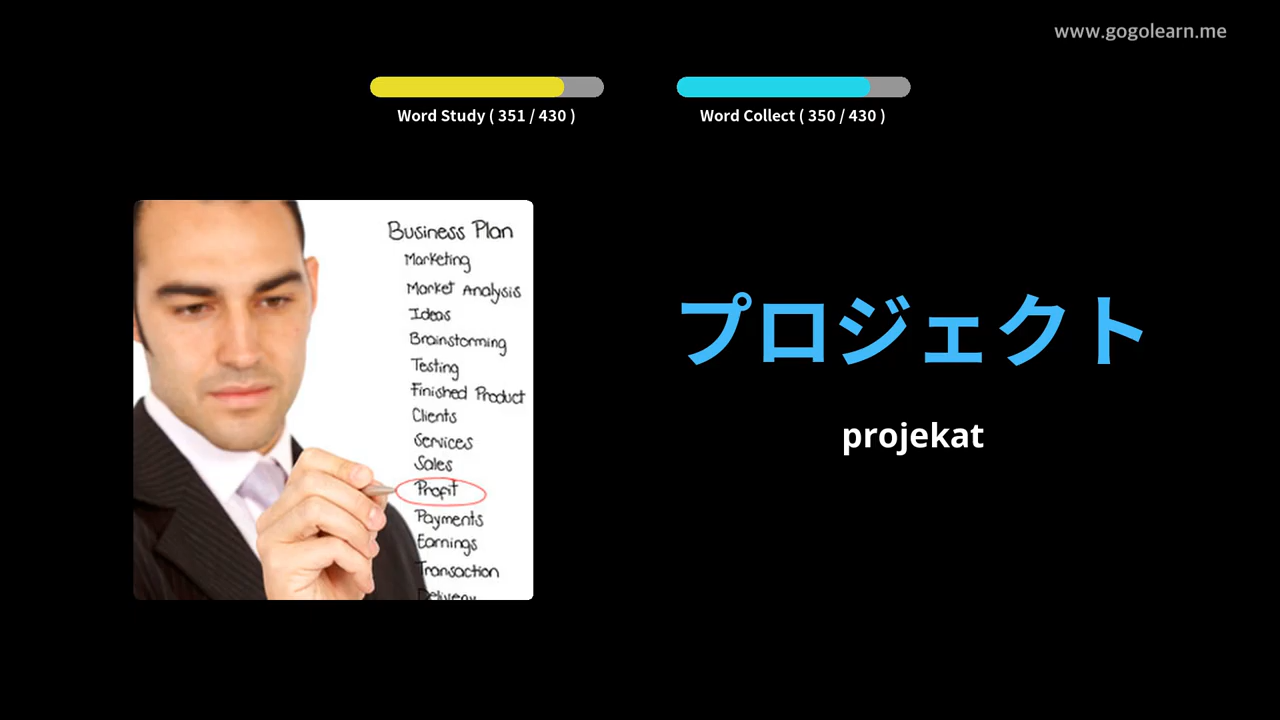 www.gogolearn.me
Word Study ( 351 / 430 )
Word Collect ( 350 / 430 )
Business Plan
Marketing
Market Analysis
Ideas
Brainstorming
Testing
Finished Product
Clients
Services
Sales
Profit
Payments
Earnings
Transaction
Delivery
プロジェクト
projekat